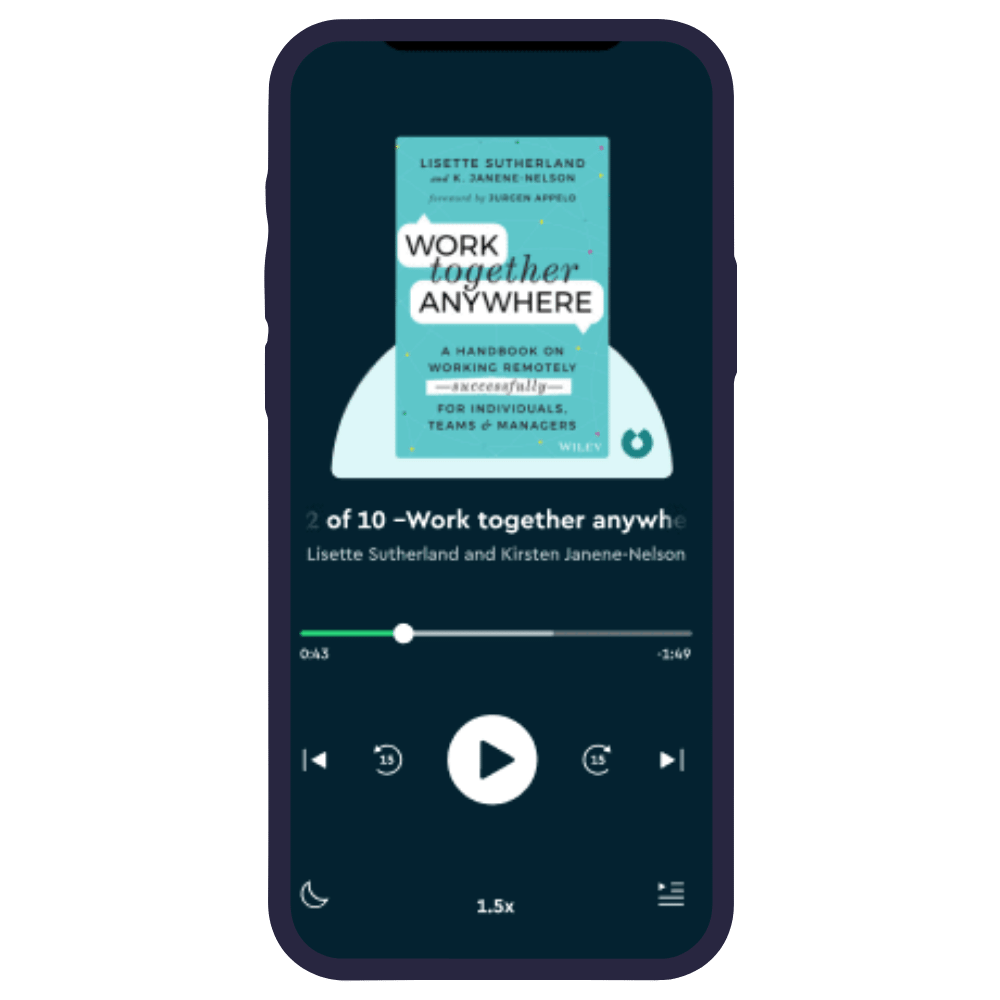 LISETTE SUTHERLAND
and K. JANENE-NELSON
foreword by JURGEN APPELO
WORK
together
ANYWHERE
A HANDBOOK ON
WORKING REMOTELY
—successfully—
FOR INDIVIDUALS,
TEAMS & MANAGERS
WILEY
2 of 10 –Work together anywhe
Lisette Sutherland and Kirsten Janene-Nelson
0:43 -1:49
15 15
1.5x